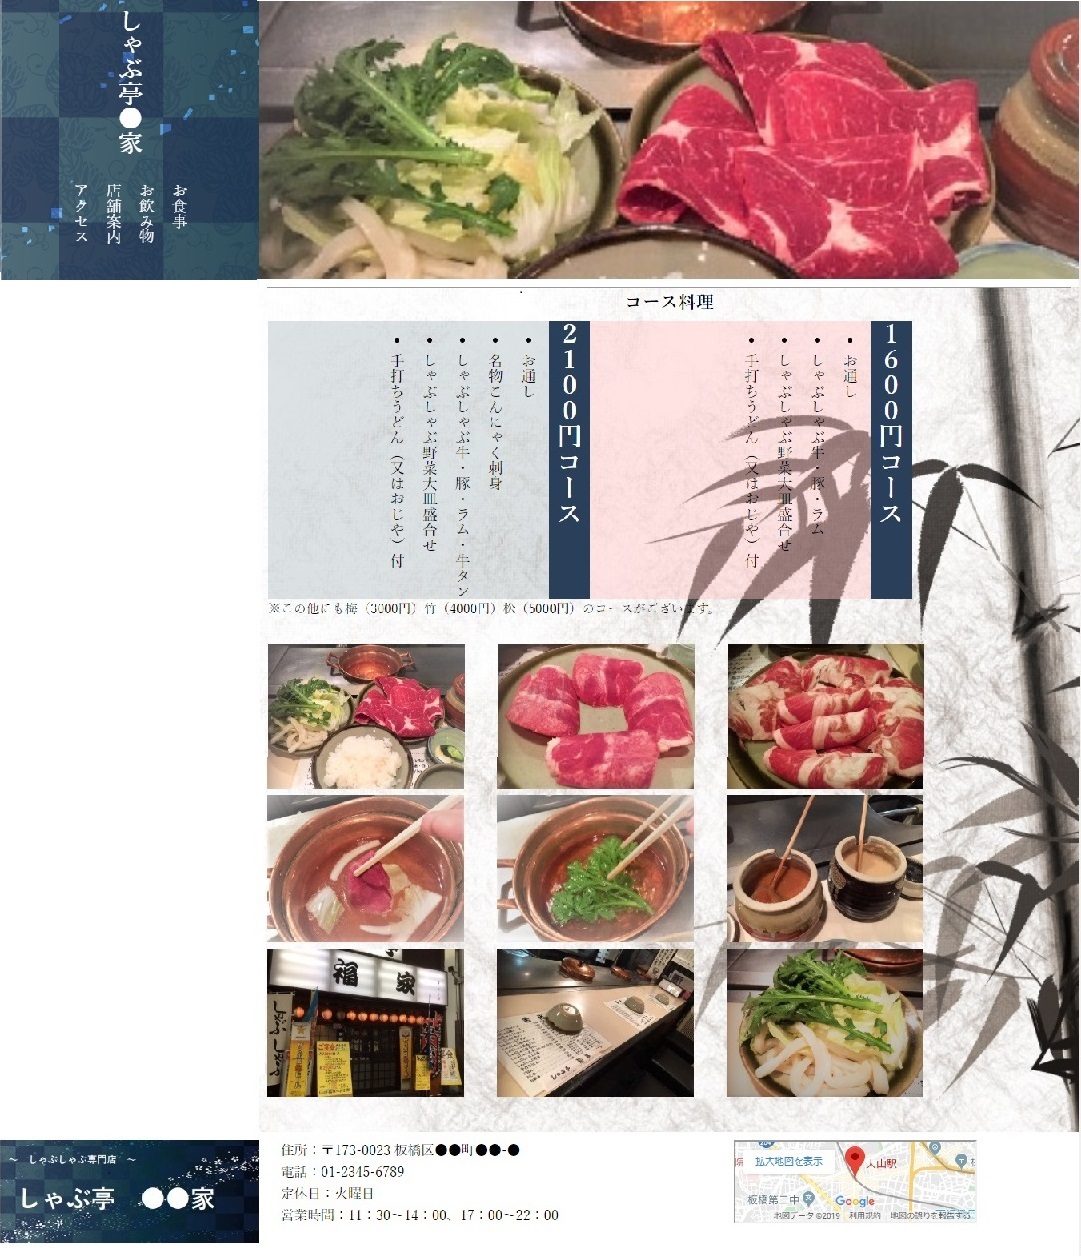 しゃぶ亭●家
お食事
お飲み物
店舗案内
アクセス
コース料理
1600円コース
• お通し
• しゃぶしゃぶ牛・豚・ラム
• しゃぶしゃぶ野菜大皿盛合せ
• 手打ちうどん（又はおじや）付
2100円コース
• お通し
• 名物こんにゃく刺身
• しゃぶしゃぶ牛・豚・ラム・牛タン
• しゃぶしゃぶ野菜大皿盛合せ
• 手打ちうどん（又はおじや）付
※この他にも梅（3000円）竹（4000円）松（5000円）のコースがございます。
福家
しゃぶしゃぶ
～ しゃぶしゃぶ専門店 ～
しゃぶ亭 ●●家
住所：〒173-0023 板橋区●●町●●-●
電話：01-2345-6789
定休日：火曜日
営業時間：11：30～14：00、17：00～22：00
拡大地図を表示
大山駅
板橋第二中
Google
地図データ ©2019 利用規約 地図の誤りを報告する